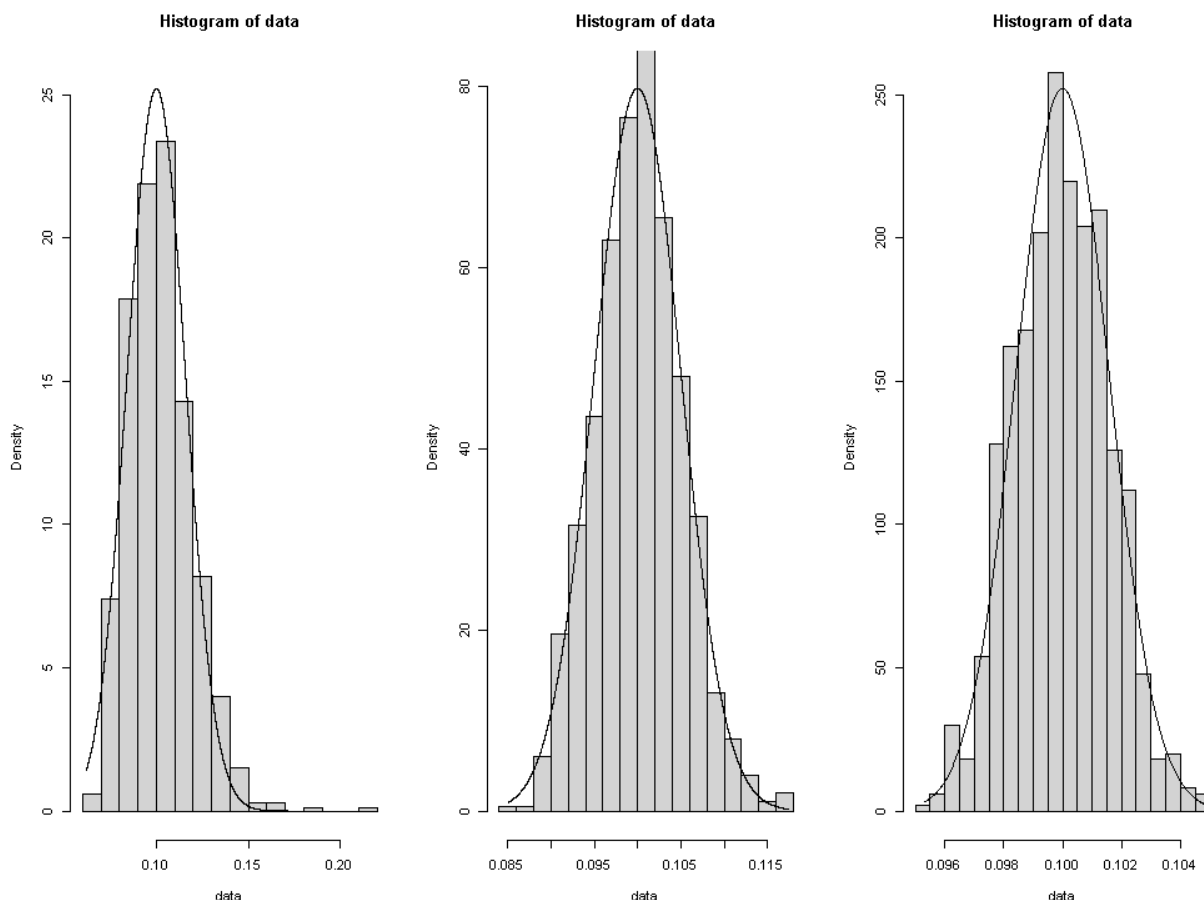 Histogram of data
Density
25
20
15
10
5
0
0.10 0.15 0.20
data
Histogram of data
Density
80
60
40
20
0
0.085 0.095 0.105 0.115
data
Histogram of data
Density
250
200
150
100
50
0
0.096 0.098 0.100 0.102 0.104
data